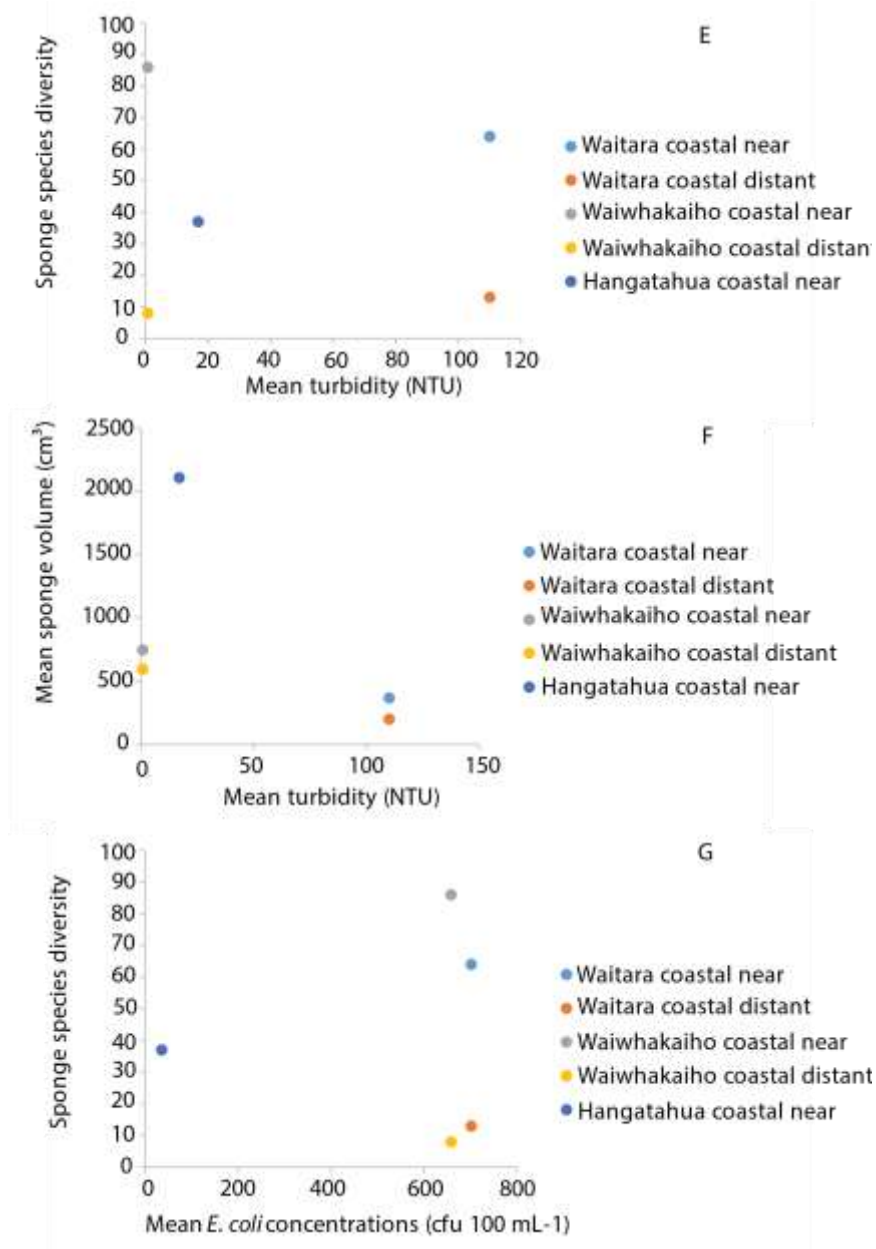 E
Sponge species diversity
100
90
80
70
60
50
40
30
20
10
0
0 20 40 60 80 100 120
Mean turbidity (NTU)
Waitara coastal near
Waitara coastal distant
Waiwhakaiho coastal near
Waiwhakaiho coastal distant
Hangatahua coastal near
F
Mean sponge volume (cm³)
2500
2000
1500
1000
500
0
0 50 100 150
Mean turbidity (NTU)
Waitara coastal near
Waitara coastal distant
Waiwhakaiho coastal near
Waiwhakaiho coastal distant
Hangatahua coastal near
G
Sponge species diversity
100
90
80
70
60
50
40
30
20
10
0
0 200 400 600 800
Mean E. coli concentrations (cfu 100 mL-1)
Waitara coastal near
Waitara coastal distant
Waiwhakaiho coastal near
Waiwhakaiho coastal distant
Hangatahua coastal near